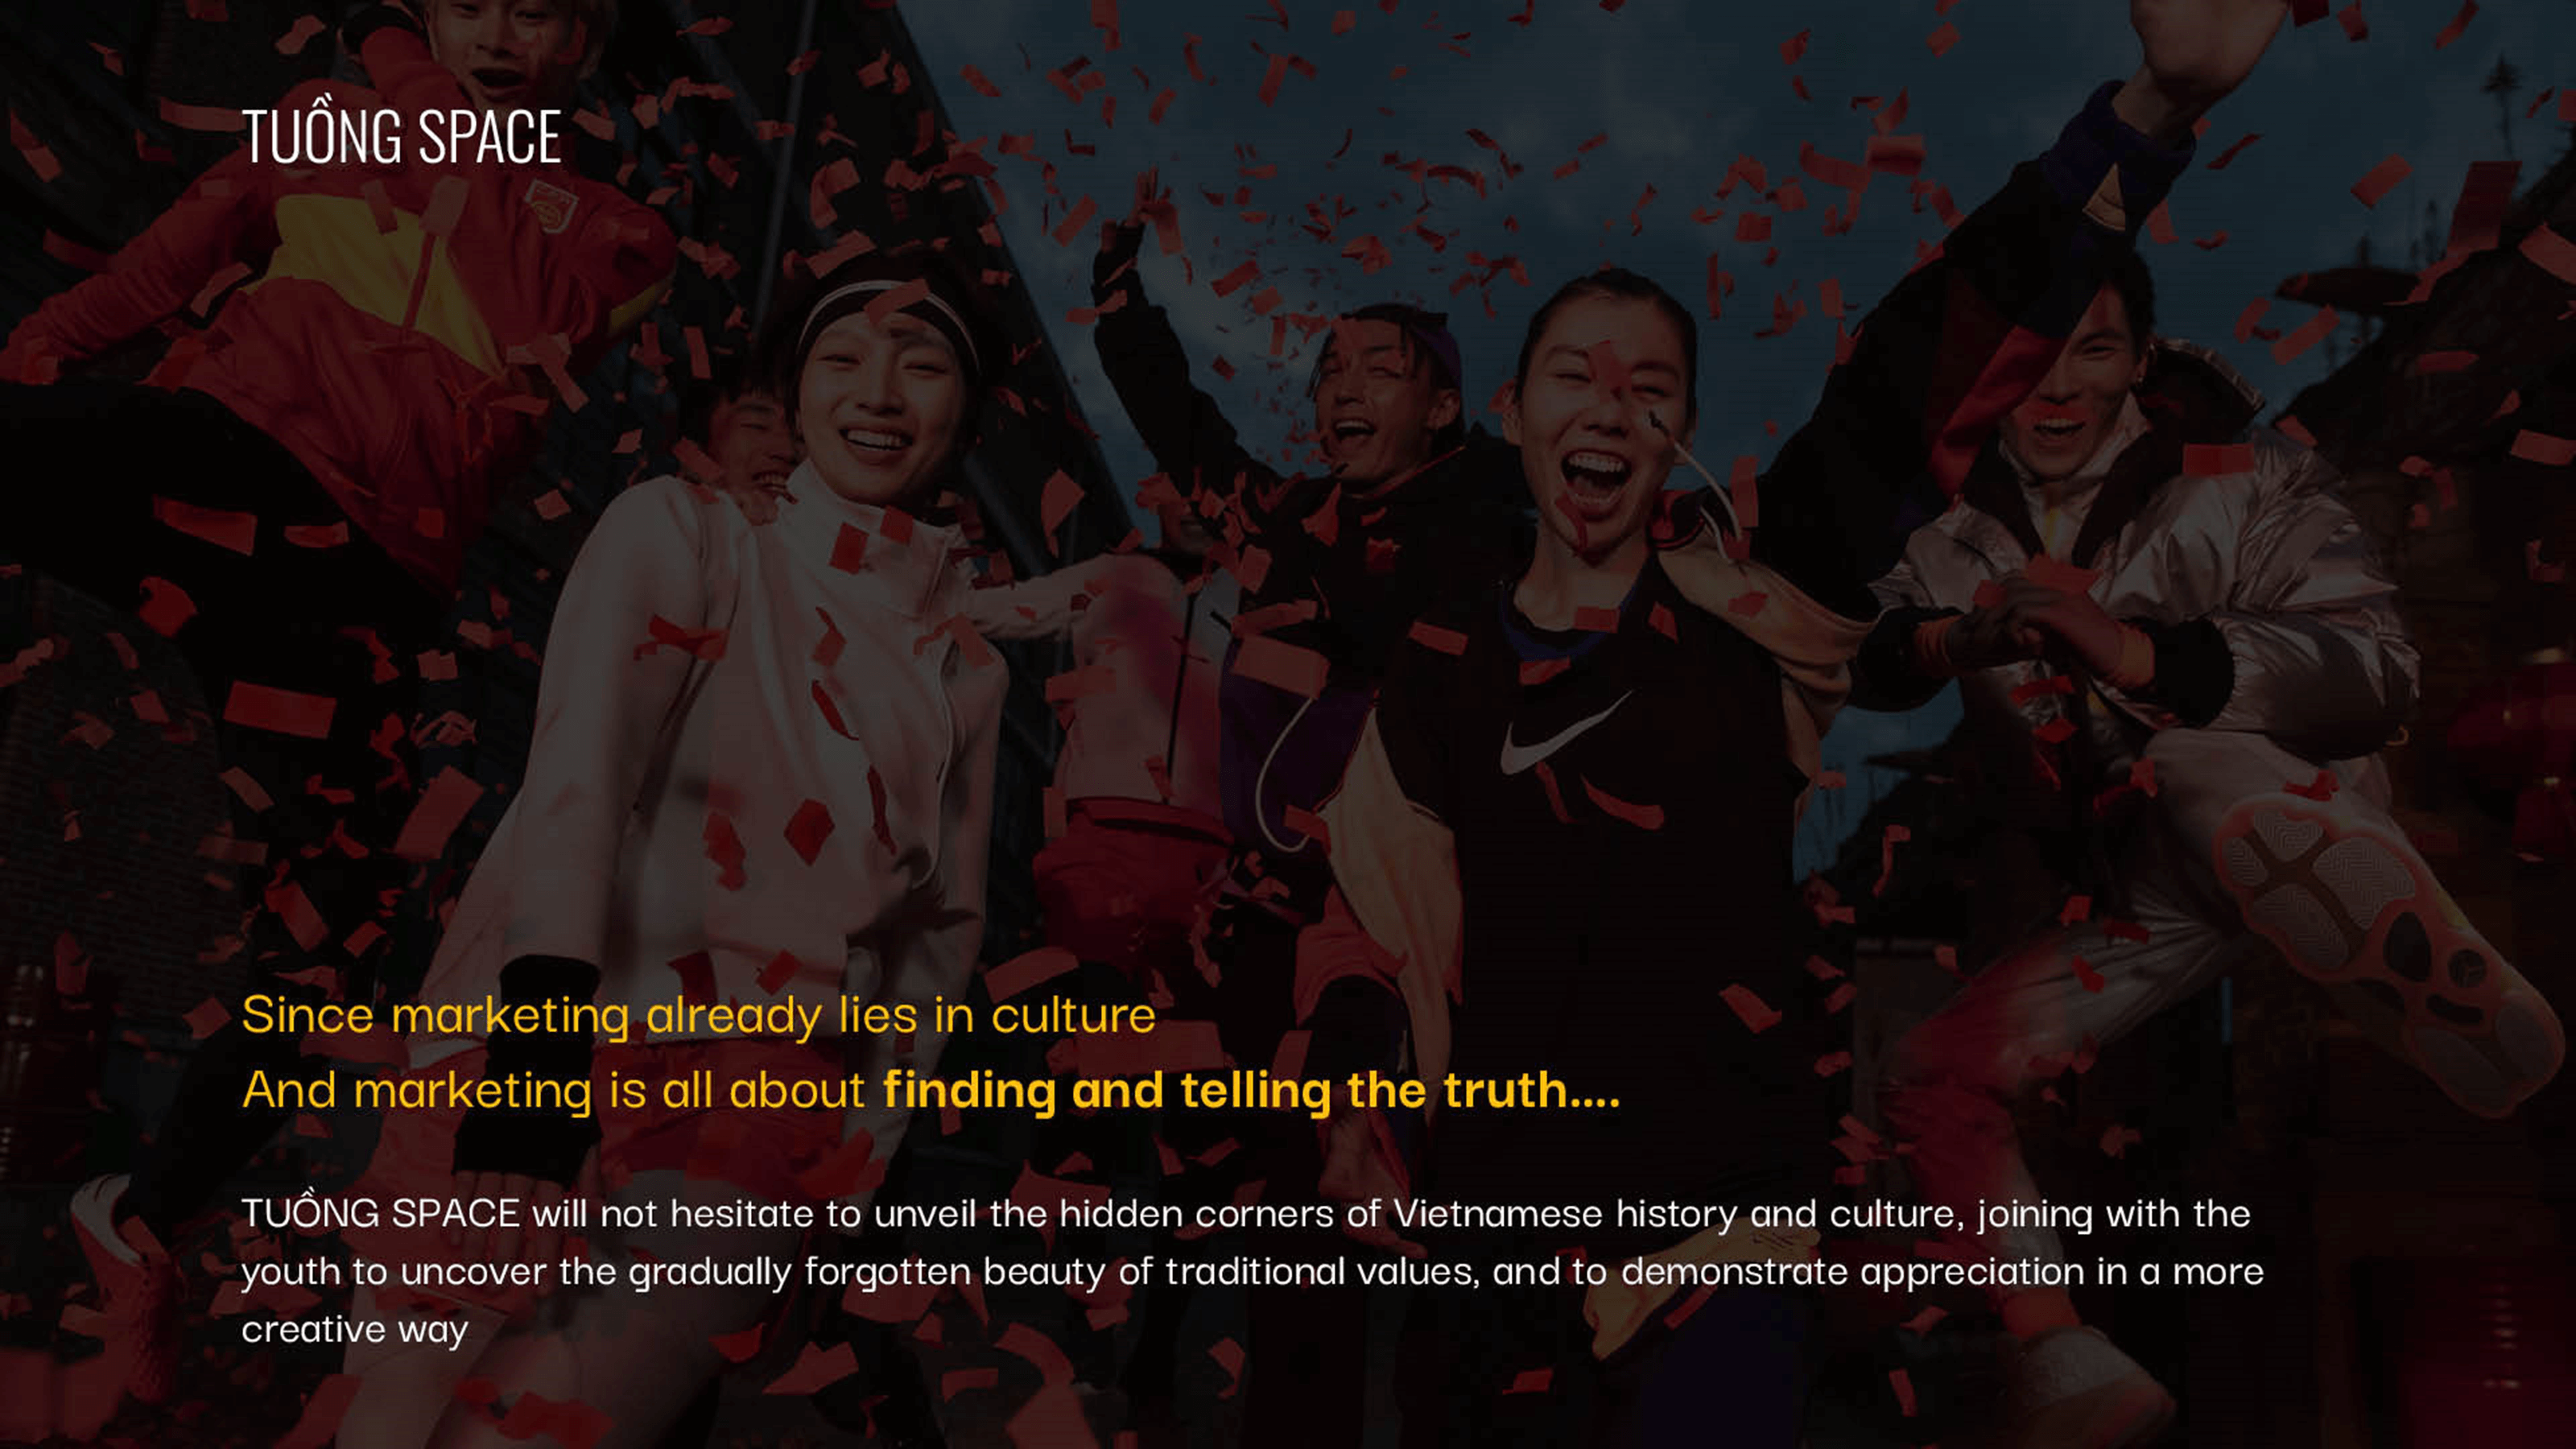 TUỒNG SPACE
Since marketing already lies in culture
And marketing is all about finding and telling the truth....
TUỒNG SPACE will not hesitate to unveil the hidden corners of Vietnamese history and culture, joining with the
youth to uncover the gradually forgotten beauty of traditional values, and to demonstrate appreciation in a more
creative way